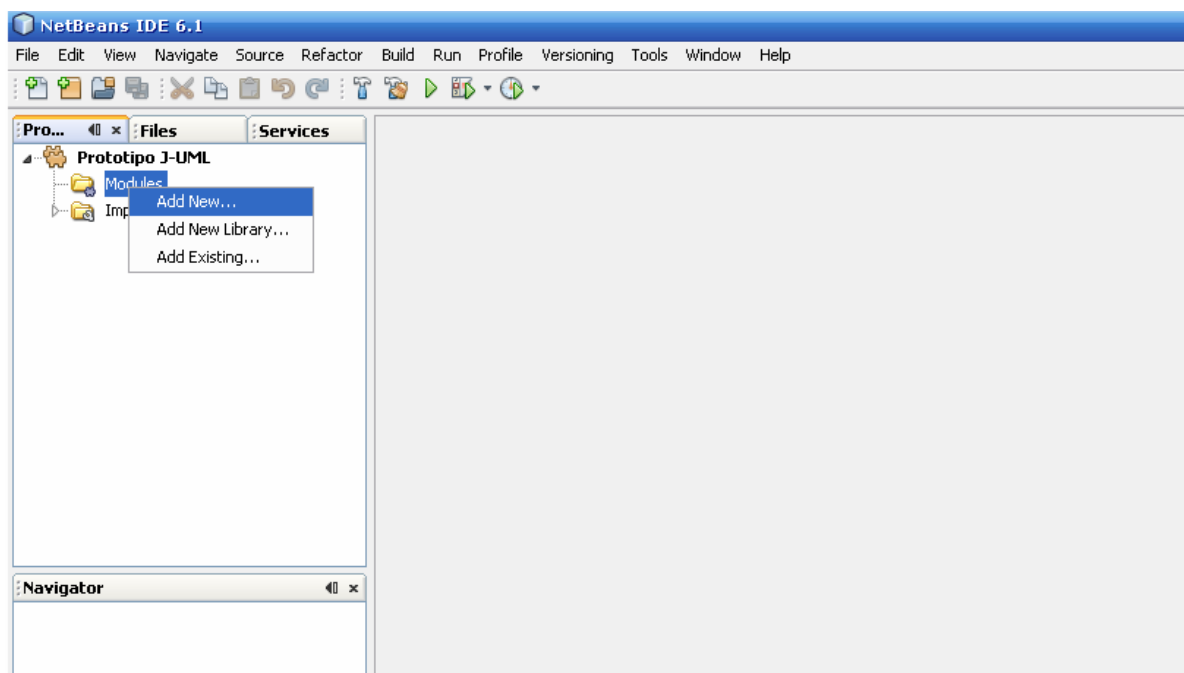 NetBeans IDE 6.1
File Edit View Navigate Source Refactor Build Run Profile Versioning Tools Window Help
Pro... Files Services
Prototipo J-UML
Modules
Add New...
Imp
Add New Library...
Add Existing...
Navigator